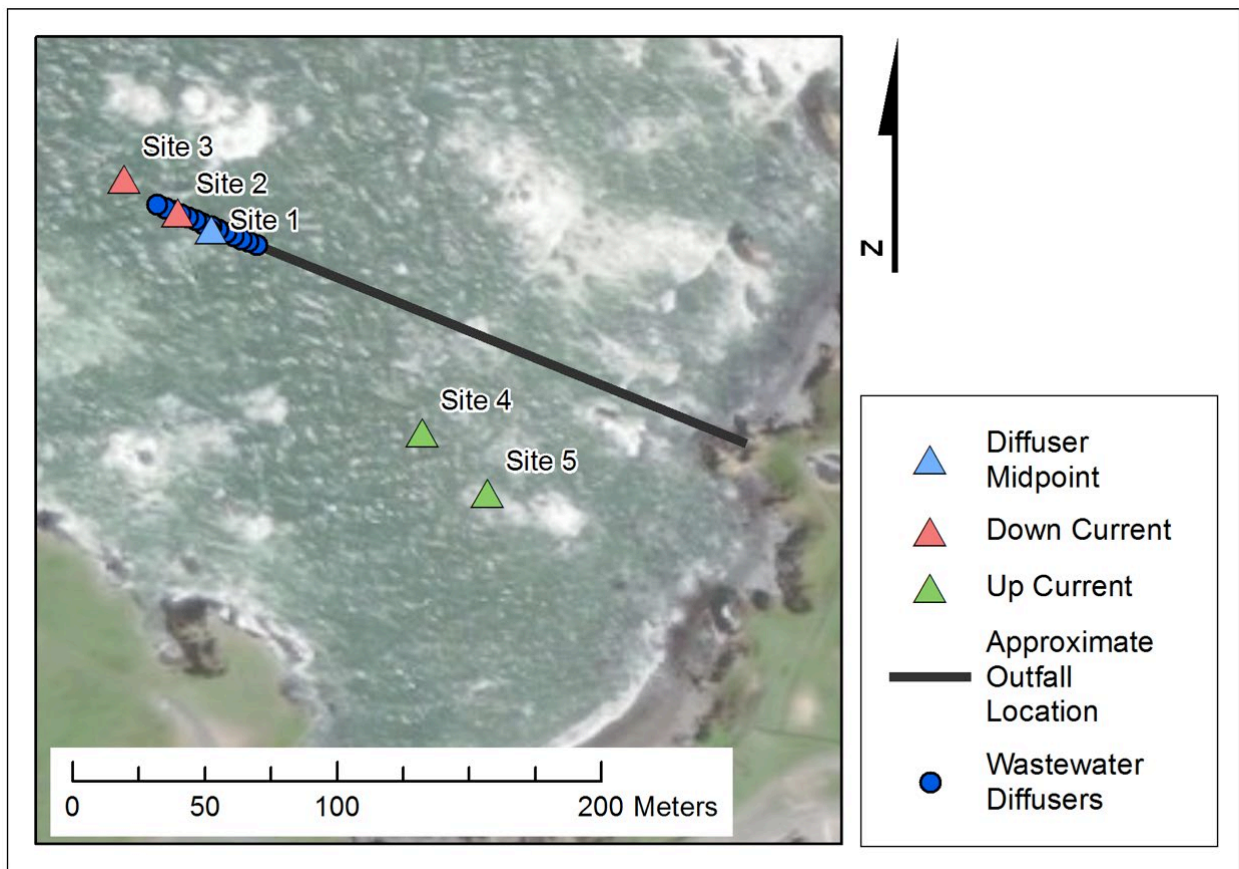 Site 3
Site 2
Site 1
Site 4
Site 5
N
Diffuser
Midpoint
Down Current
Up Current
Approximate
Outfall
Location
Wastewater
Diffusers
0 50 100 200 Meters